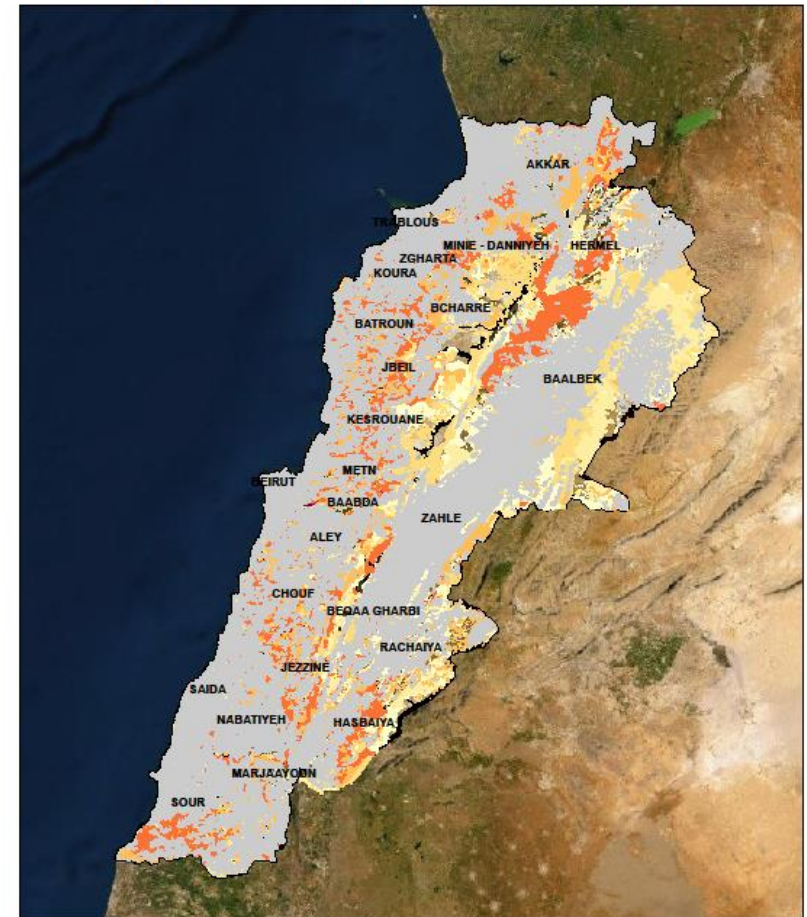 AKKAR
TRABLOUS
MINIE - DANNIYEH
HERMEL
ZGHARTA
KOURA
BCHARRE
BATROUN
JBEIL
BAALBEK
KESROUANE
METN
BEIRUT
BAABDA
ZAHLE
ALEY
CHOUF
BEQAA GHARBI
RACHAIYA
JEZZINE
SAIDA
NABATIYEH
HASBAIYA
MARJAAYOUN
SOUR